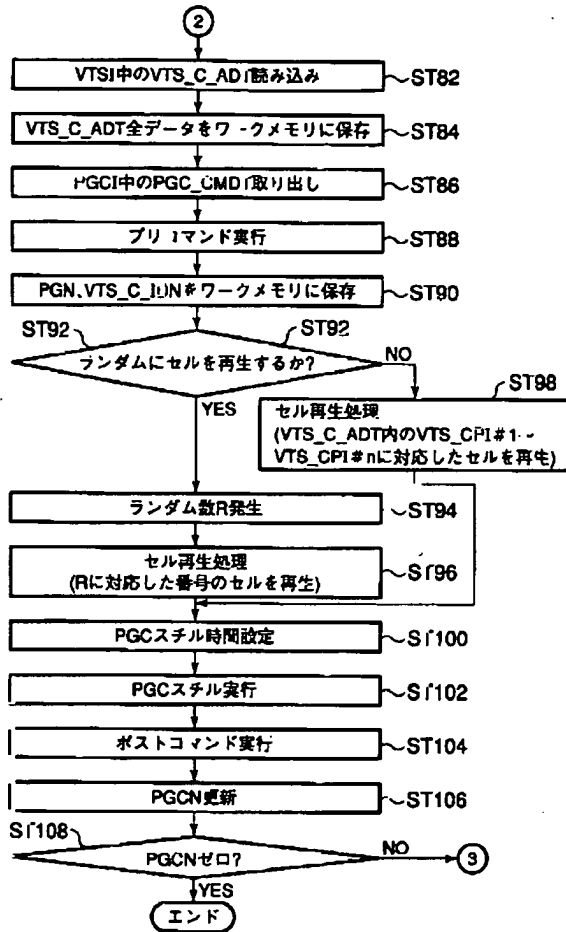 2
VTSI中のVTS_C_ADT読み込み
ST82
VTS_C_ADT全データをワークメモリに保存
ST84
PGCI中のPGC_CMDT取り出し
ST86
プリコマンド実行
ST88
PGN、VTS_C_IDNをワークメモリに保存
ST90
ST92
ST92
ランダムにセルを再生するか?
NO
YES
ST98
セル再生処理
(VTS_C_ADT内のVTS_CPI#1~
VTS_CPI#nに対応したセルを再生)
ランダム数R発生
ST94
セル再生処理
(Rに対応した番号のセルを再生)
ST96
PGCスチル時間設定
ST100
PGCスチル実行
ST102
ポストコマンド実行
ST104
PGCN更新
ST106
ST108
PGCNゼロ?
NO
3
YES
エンド